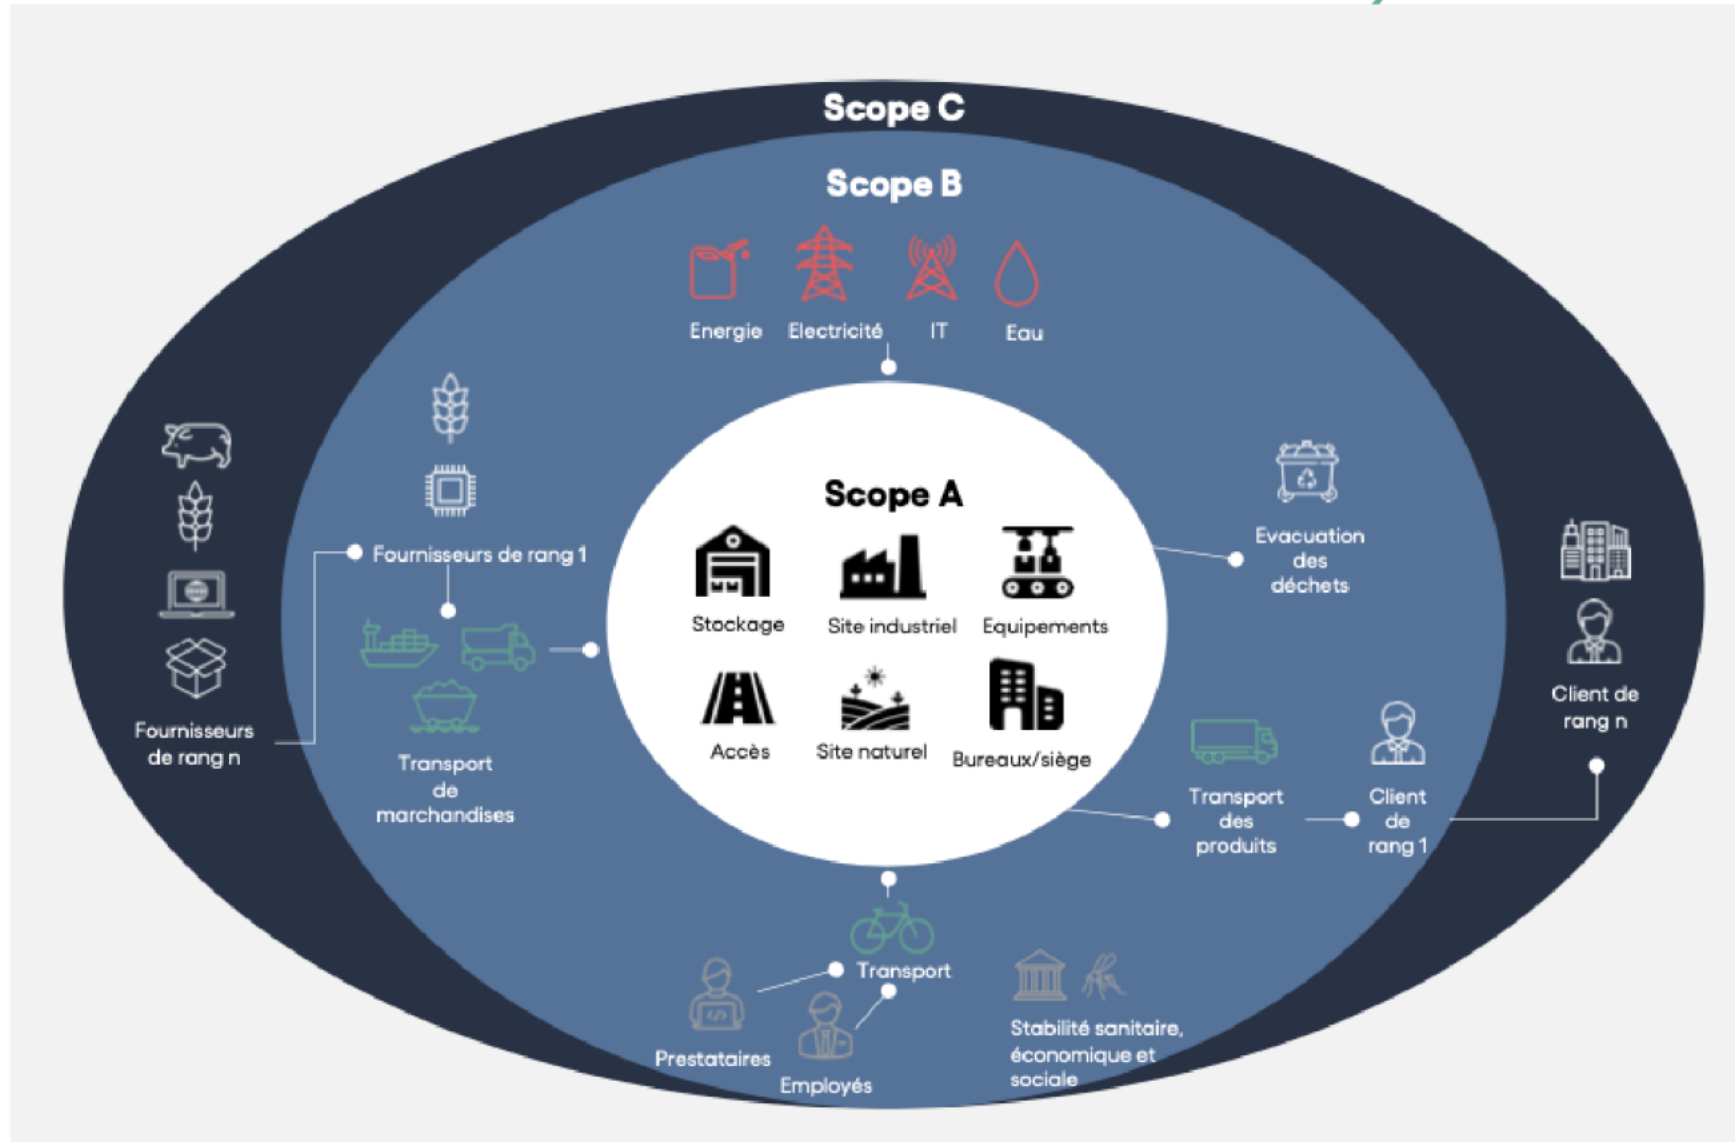 Scope C
Scope B
Energie
Electricité
IT
Eau
Scope A
Stockage
Site industriel
Equipements
Accès
Site naturel
Bureaux/siège
Fournisseurs
de rang n
Fournisseurs de rang 1
Transport
de
marchandises
Evacuation
des
déchets
Transport
des
produits
Client
de
rang 1
Client de
rang n
Transport
Prestataires
Employés
Stabilité sanitaire,
économique et
sociale